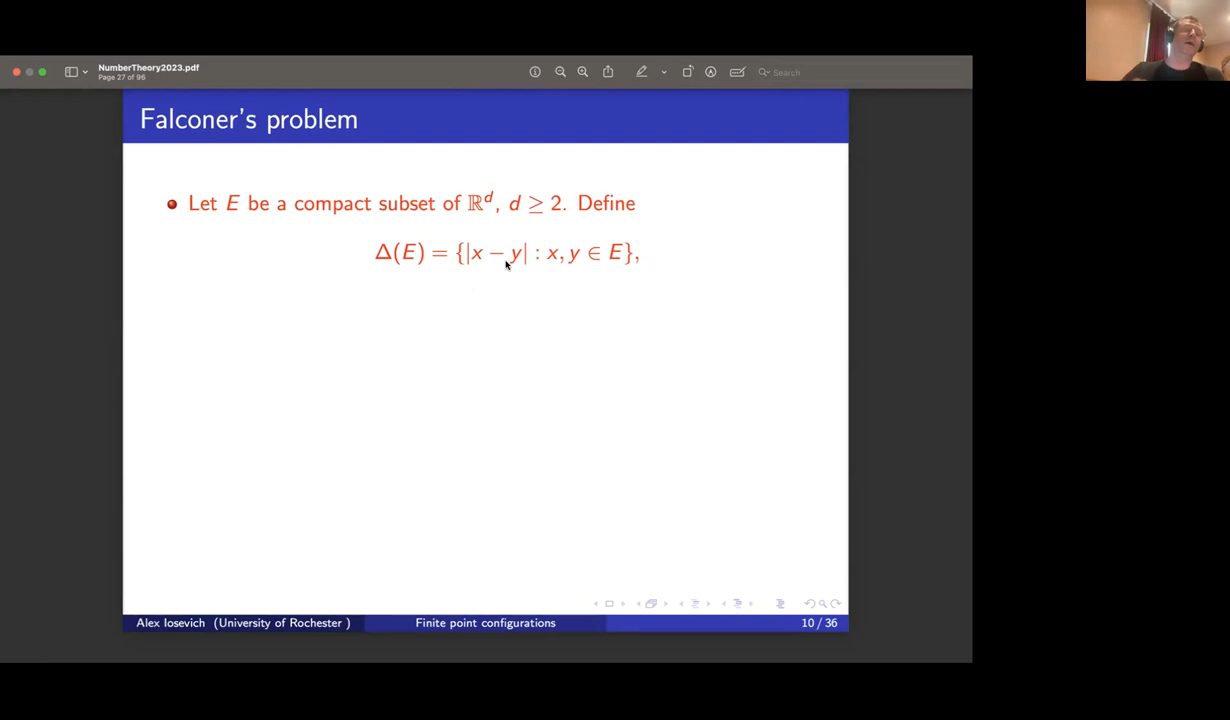 NumberTheory2023.pdf
Page 27 of 96
Search
Falconer's problem
Let E be a compact subset of ℝᵈ, d ≥ 2. Define
Δ(E) = {|x − y| : x, y ∈ E},
Alex Iosevich (University of Rochester ) Finite point configurations 10 / 36